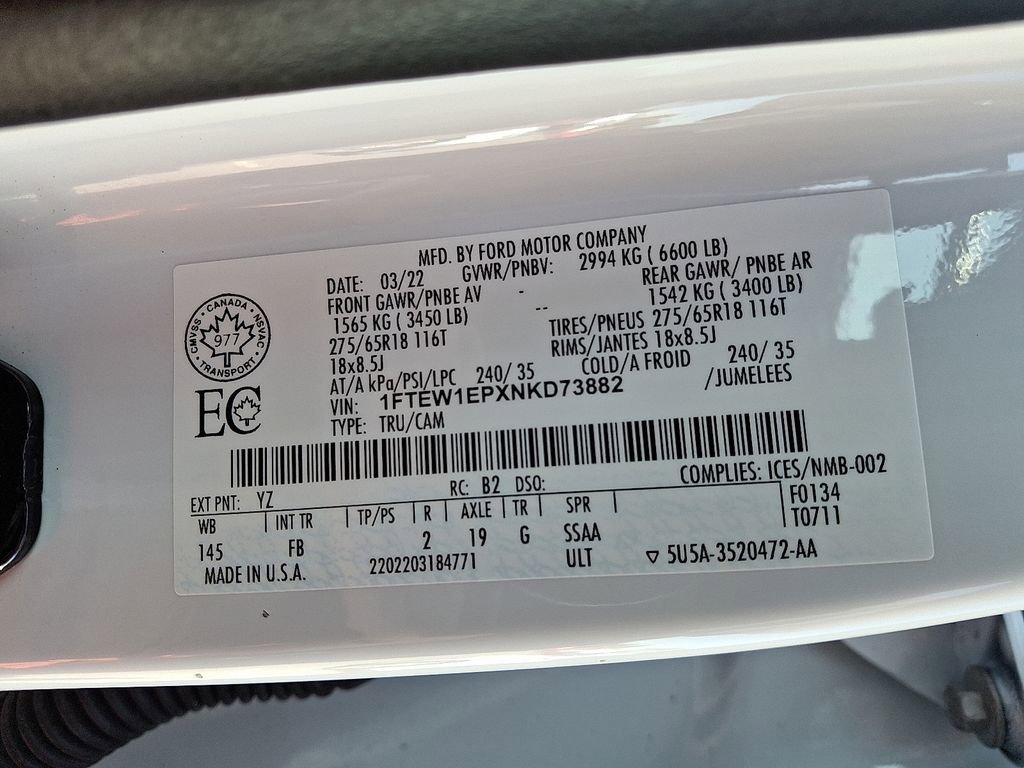 MFD. BY FORD MOTOR COMPANY
DATE: 03/22 GVWR/PNBV: 2994 KG ( 6600 LB)
FRONT GAWR/PNBE AV - REAR GAWR/ PNBE AR
1565 KG ( 3450 LB) -- 1542 KG ( 3400 LB)
275/65R18 116T TIRES/PNEUS 275/65R18 116T
18x8.5J RIMS/JANTES 18x8.5J
AT/A kPa/PSI/LPC 240/ 35 COLD/A FROID 240/ 35
VIN: 1FTEW1EPXNKD73882 /JUMELEES
TYPE: TRU/CAM
CMVSS • CANADA • NSVAC • TRANSPORT •
977
EC
COMPLIES: ICES/NMB-002
EXT PNT: YZ RC: B2 DSO:
WB INT TR TP/PS R AXLE TR SPR F0134
T0711
145 FB 2 19 G SSAA
MADE IN U.S.A. 2202203184771 ULT ▽ 5U5A-3520472-AA